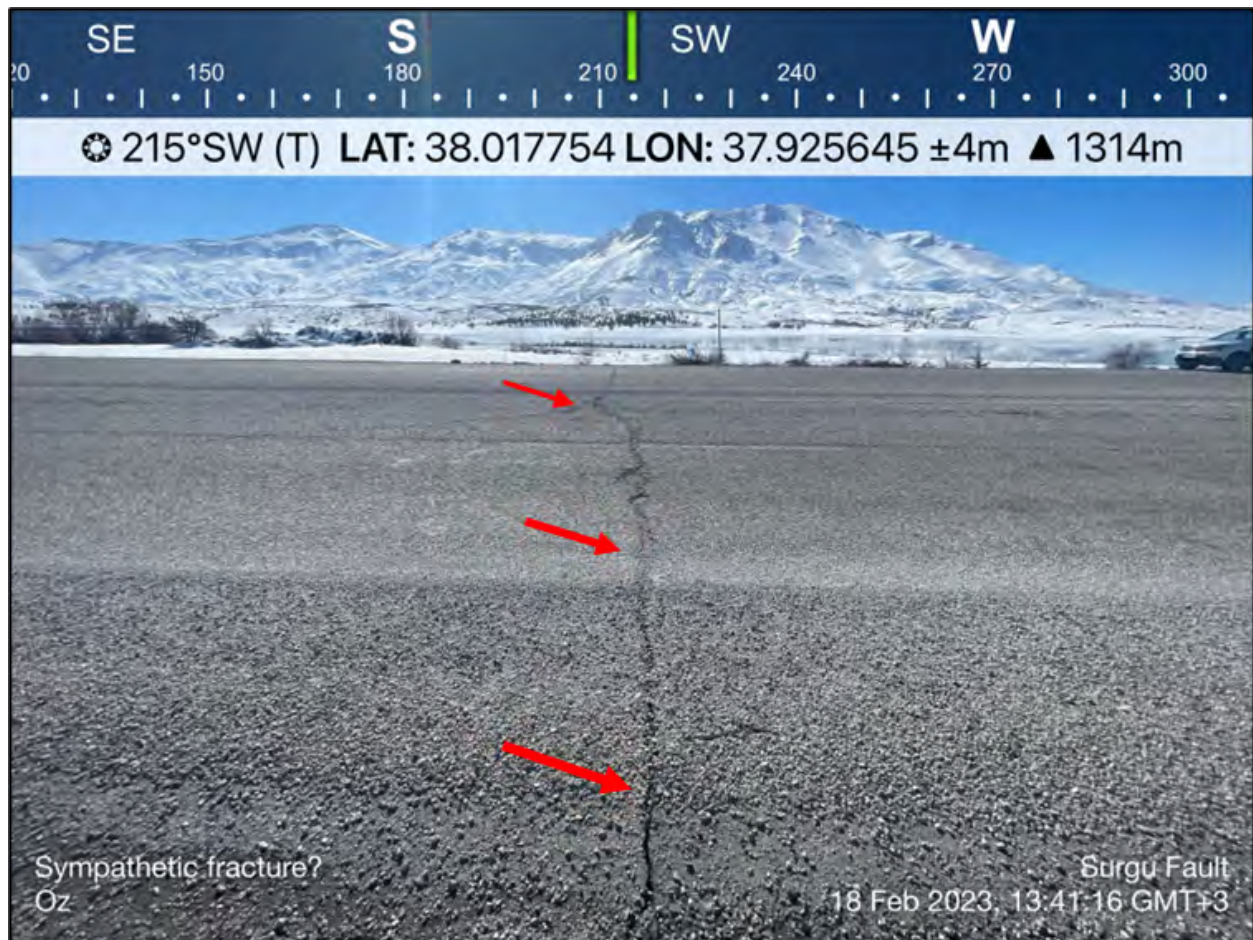 SE S SW W
20 150 180 210 240 270 300
215°SW (T) LAT: 38.017754 LON: 37.925645 ±4m ▲ 1314m
Sympathetic fracture?
Oz
Surgu Fault
18 Feb 2023, 13:41:16 GMT+3